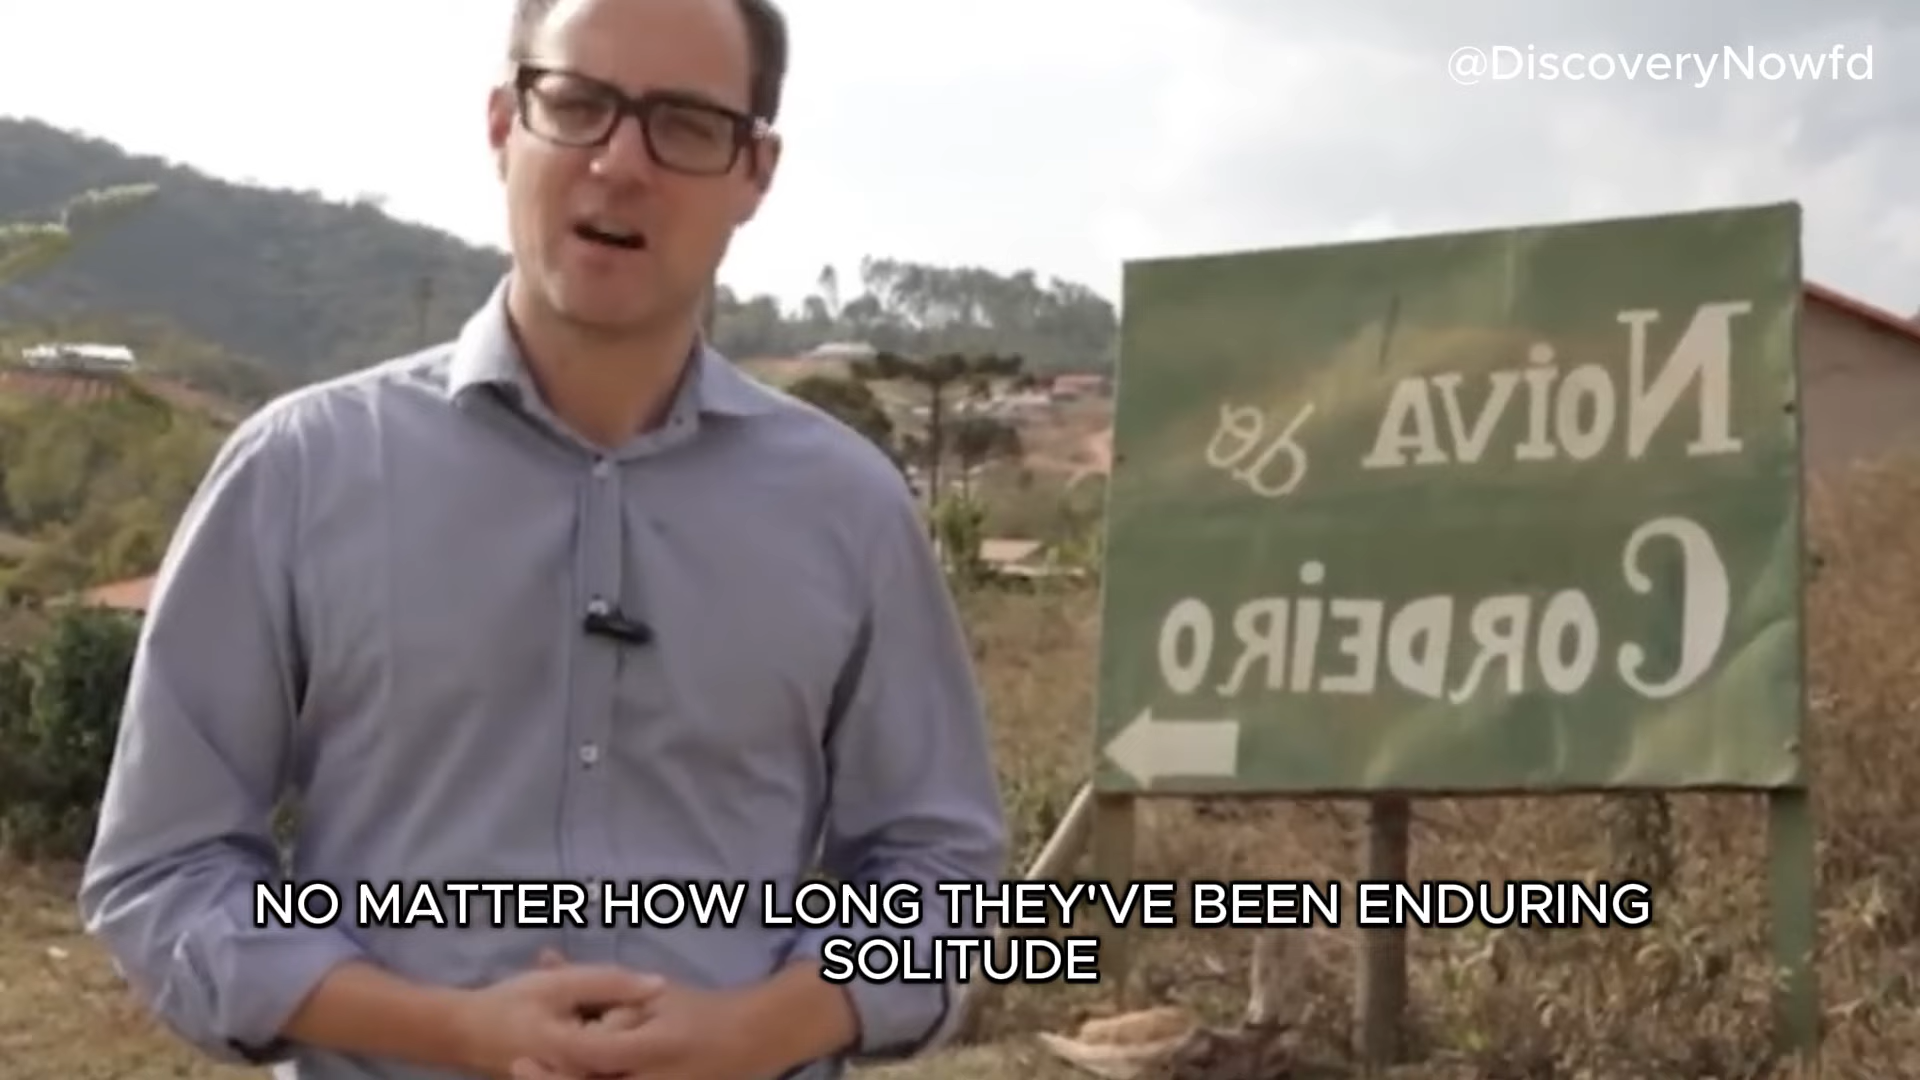 @DiscoveryNowfd
Noiva do
Cordeiro
NO MATTER HOW LONG THEY'VE BEEN ENDURING
SOLITUDE